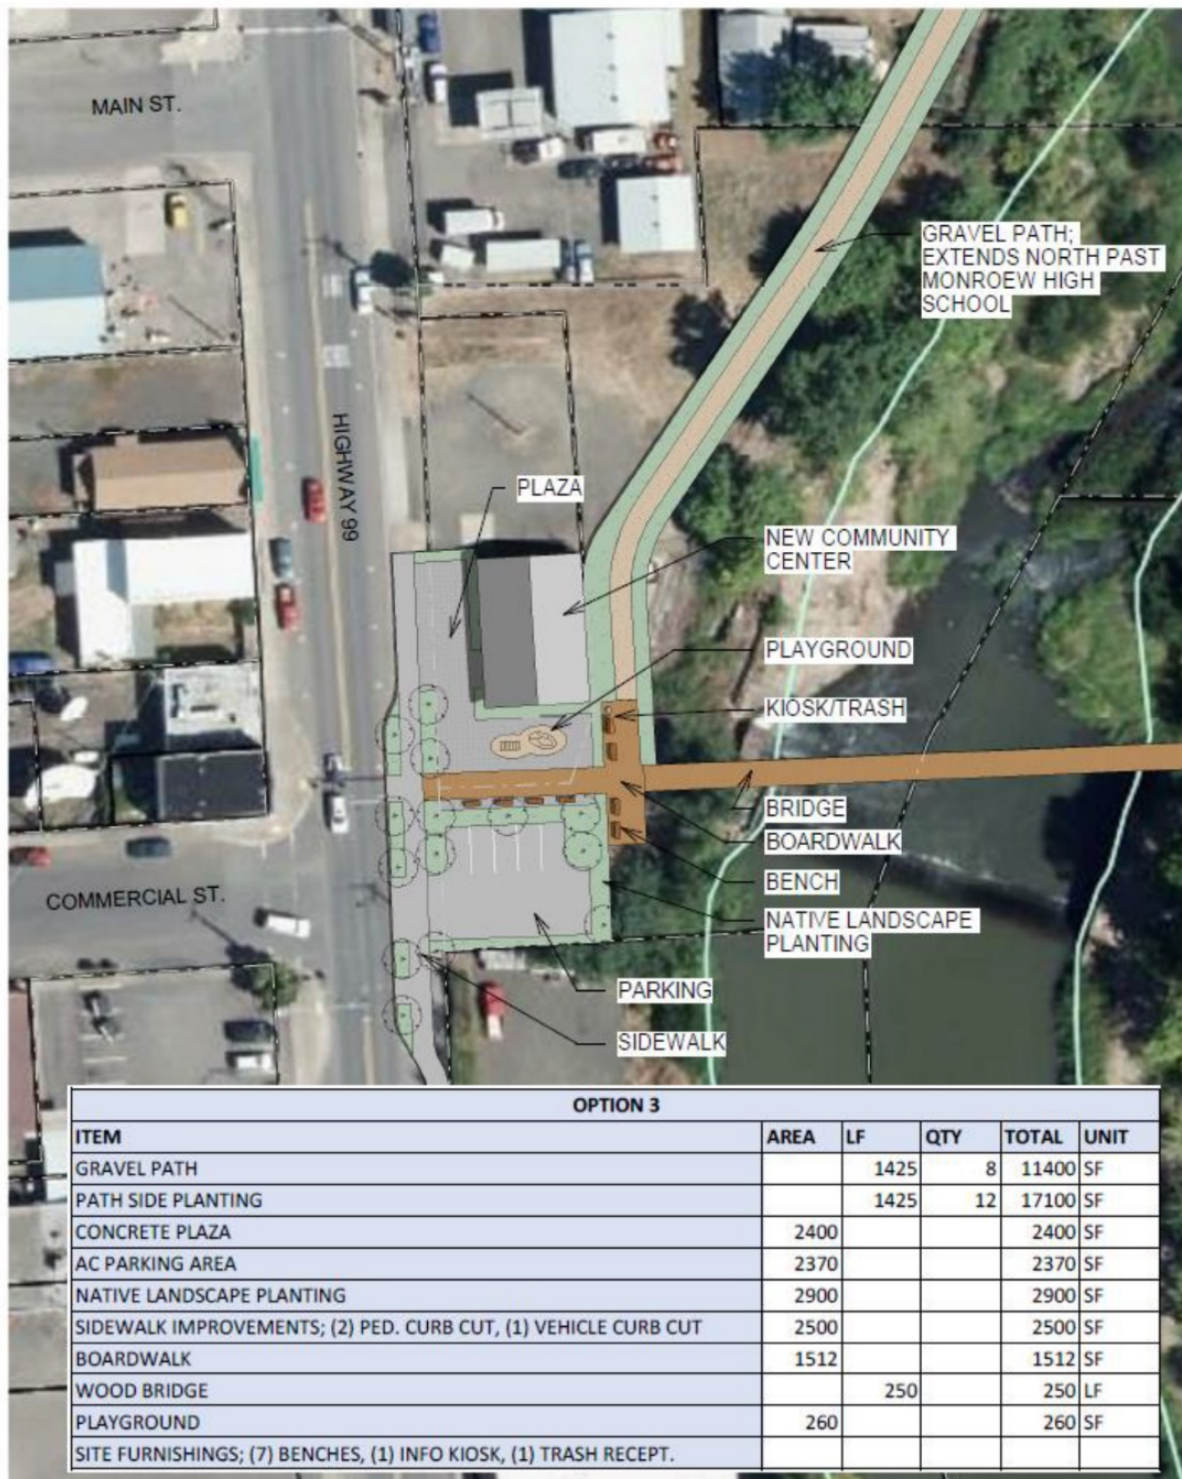 MAIN ST.
GRAVEL PATH;
EXTENDS NORTH PAST
MONROEW HIGH
SCHOOL
HIGHWAY 99
PLAZA
NEW COMMUNITY
CENTER
PLAYGROUND
KIOSK/TRASH
BRIDGE
BOARDWALK
BENCH
COMMERCIAL ST.
NATIVE LANDSCAPE
PLANTING
PARKING
SIDEWALK
OPTION 3
ITEM AREA LF QTY TOTAL UNIT
GRAVEL PATH 1425 8 11400 SF
PATH SIDE PLANTING 1425 12 17100 SF
CONCRETE PLAZA 2400 2400 SF
AC PARKING AREA 2370 2370 SF
NATIVE LANDSCAPE PLANTING 2900 2900 SF
SIDEWALK IMPROVEMENTS; (2) PED. CURB CUT, (1) VEHICLE CURB CUT 2500 2500 SF
BOARDWALK 1512 1512 SF
WOOD BRIDGE 250 250 LF
PLAYGROUND 260 260 SF
SITE FURNISHINGS; (7) BENCHES, (1) INFO KIOSK, (1) TRASH RECEPT.